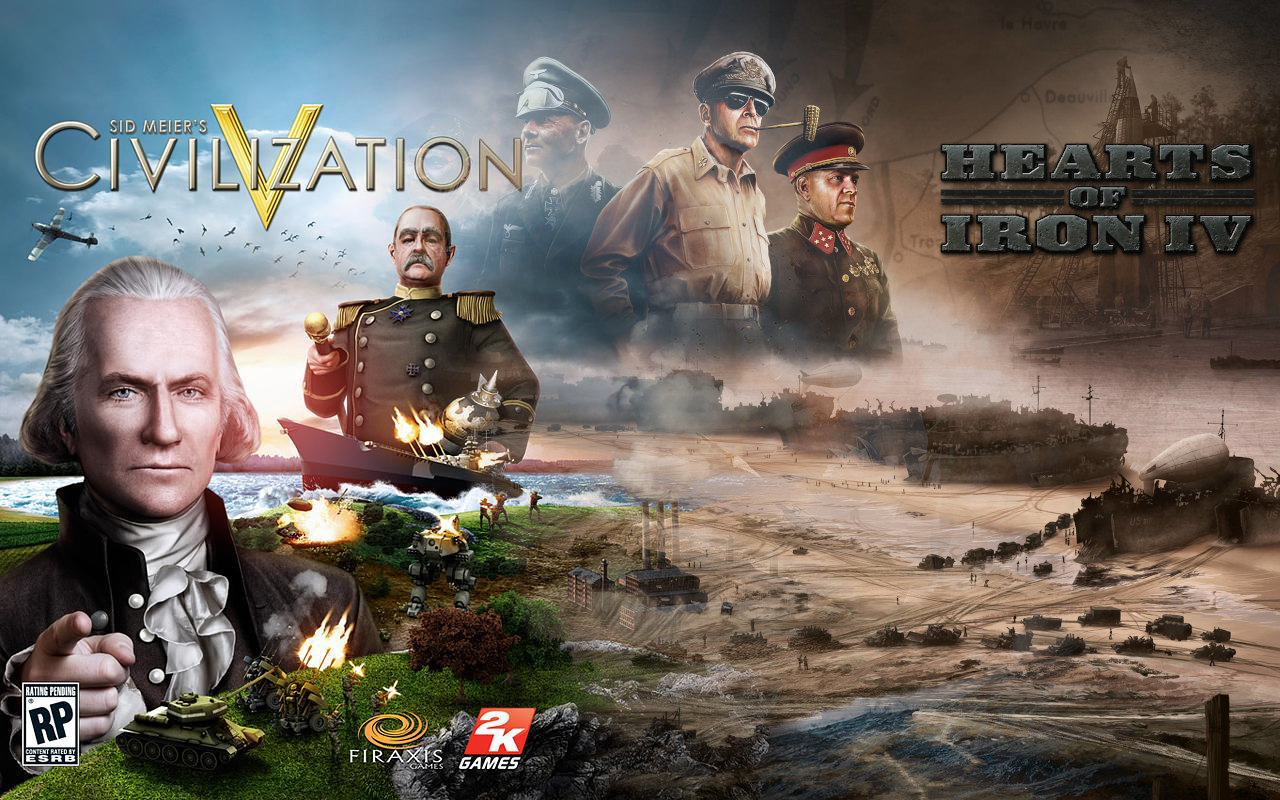 SID MEIER'S
CIVILIZATION
V
HEARTS
OF
IRON IV
le Havre
Deauvill
RATING PENDING
RP
CONTENT RATED BY
ESRB
FIRAXIS
GAMES
2K
GAMES